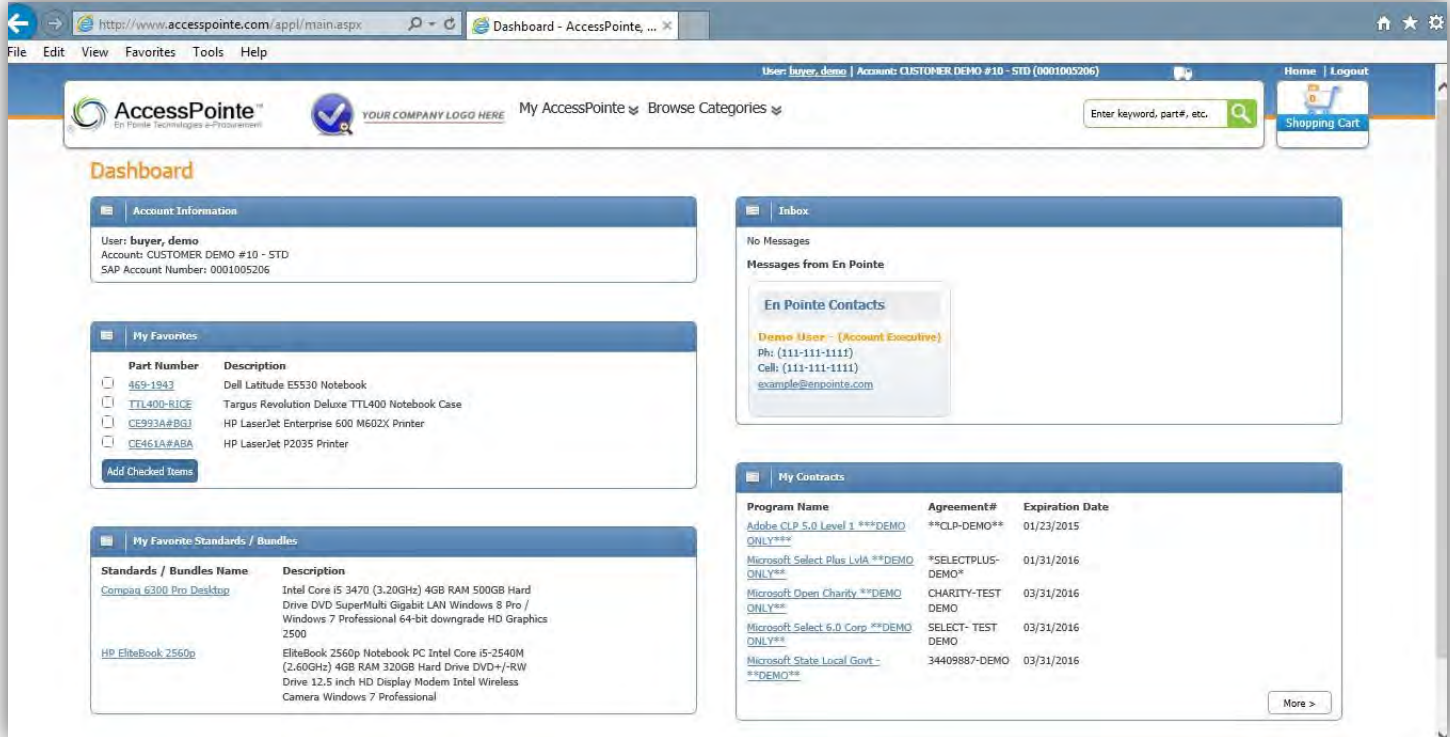 http://www.accesspointe.com/appl/main.aspx
Dashboard - AccessPointe, ...
File Edit View Favorites Tools Help
User: buyer, demo | Account: CUSTOMER DEMO #10 - STD (0001005206)
Home | Logout
AccessPointe™
En Pointe Technologies e-Procurement
YOUR COMPANY LOGO HERE
My AccessPointe Browse Categories
Enter keyword, part#, etc.
0
Shopping Cart
Dashboard
Account Information
User: buyer, demo
Account: CUSTOMER DEMO #10 - STD
SAP Account Number: 0001005206
My Favorites
Part Number Description
469-1943 Dell Latitude E5530 Notebook
TTL400-RICE Targus Revolution Deluxe TTL400 Notebook Case
CE993A#BGJ HP LaserJet Enterprise 600 M602X Printer
CE461A#ABA HP LaserJet P2035 Printer
Add Checked Items
My Favorite Standards / Bundles
Standards / Bundles Name Description
Compaq 6300 Pro Desktop Intel Core i5 3470 (3.20GHz) 4GB RAM 500GB Hard
Drive DVD SuperMulti Gigabit LAN Windows 8 Pro /
Windows 7 Professional 64-bit downgrade HD Graphics
2500
HP EliteBook 2560p EliteBook 2560p Notebook PC Intel Core i5-2540M
(2.60GHz) 4GB RAM 320GB Hard Drive DVD+/-RW
Drive 12.5 inch HD Display Modem Intel Wireless
Camera Windows 7 Professional
Inbox
No Messages
Messages from En Pointe
En Pointe Contacts
Demo User - (Account Executive)
Ph: (111-111-1111)
Cell: (111-111-1111)
example@enpointe.com
My Contracts
Program Name Agreement# Expiration Date
Adobe CLP 5.0 Level 1 ***DEMO **CLP-DEMO** 01/23/2015
ONLY***
Microsoft Select Plus LvlA **DEMO *SELECTPLUS- 01/31/2016
ONLY** DEMO*
Microsoft Open Charity **DEMO CHARITY-TEST 03/31/2016
ONLY** DEMO
Microsoft Select 6.0 Corp **DEMO SELECT- TEST 03/31/2016
ONLY** DEMO
Microsoft State Local Govt - 34409887-DEMO 03/31/2016
**DEMO**
More >